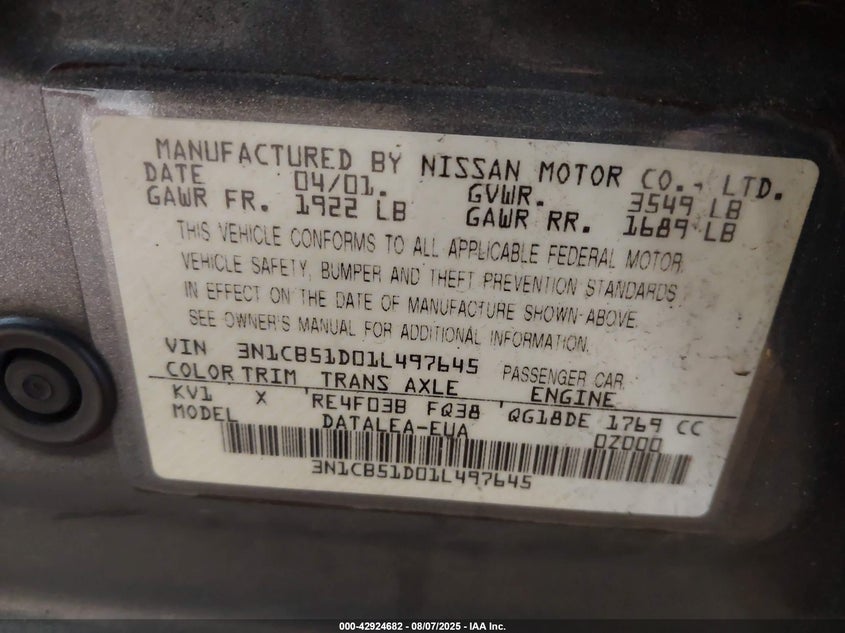 MANUFACTURED BY NISSAN MOTOR CO., LTD.
DATE 04/01. GVWR. 3549 LB
GAWR FR. 1922 LB GAWR RR. 1689 LB
THIS VEHICLE CONFORMS TO ALL APPLICABLE FEDERAL MOTOR
VEHICLE SAFETY, BUMPER AND THEFT PREVENTION STANDARDS
IN EFFECT ON THE DATE OF MANUFACTURE SHOWN ABOVE.
SEE OWNER'S MANUAL FOR ADDITIONAL INFORMATION.
VIN 3N1CB51D01L497645 PASSENGER CAR
COLOR TRIM TRANS AXLE ENGINE
KV1 X RE4F03B FQ38 QG18DE 1769 CC
MODEL DATALEA-EUA 0Z000
3N1CB51D01L497645
000-42924682 - 08/07/2025 - IAA Inc.